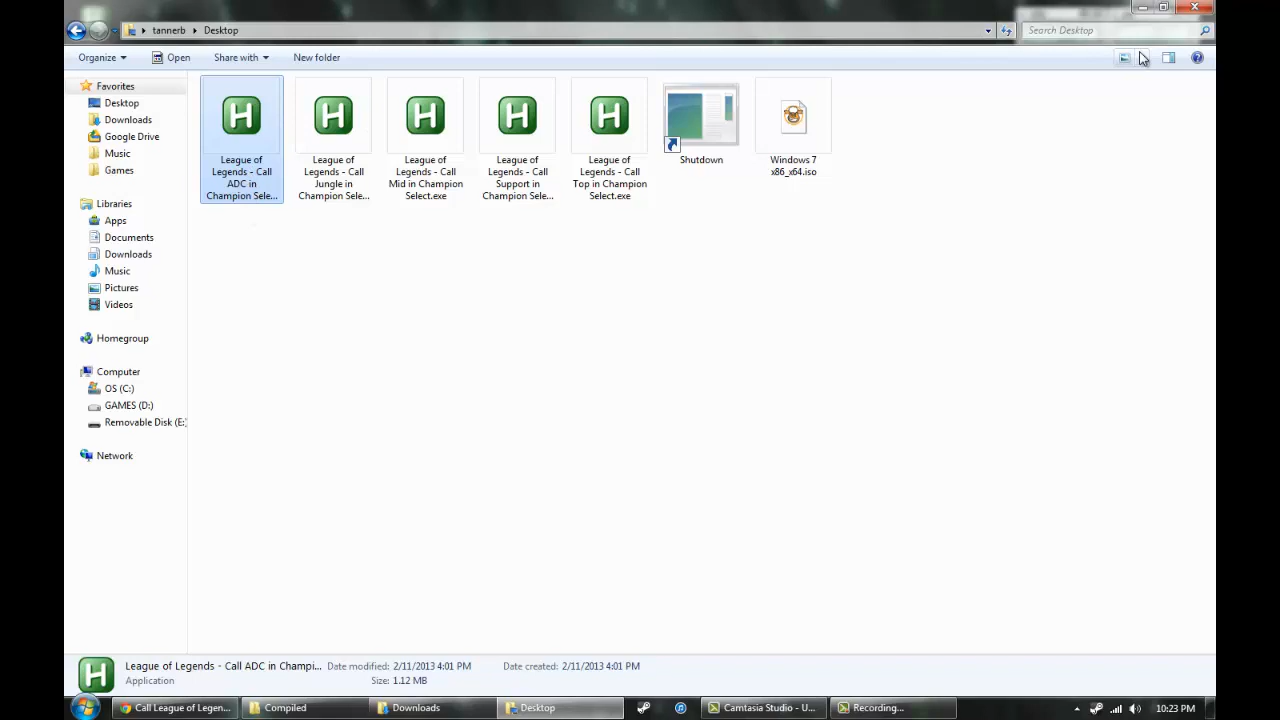 tannerb Desktop
Search Desktop
Organize Open Share with New folder
Favorites
Desktop
Downloads
Google Drive
Music
Games
Libraries
Apps
Documents
Downloads
Music
Pictures
Videos
Homegroup
Computer
OS (C:)
GAMES (D:)
Removable Disk (E:
Network
League of
Legends - Call
ADC in
Champion Sele...
League of
Legends - Call
Jungle in
Champion Sele...
League of
Legends - Call
Mid in Champion
Select.exe
League of
Legends - Call
Support in
Champion Sele...
League of
Legends - Call
Top in Champion
Select.exe
Shutdown
Windows 7
x86_x64.iso
League of Legends - Call ADC in Champi... Date modified: 2/11/2013 4:01 PM Date created: 2/11/2013 4:01 PM
Application Size: 1.12 MB
Call League of Legen... Compiled Downloads Desktop Camtasia Studio - U... Recording... 10:23 PM